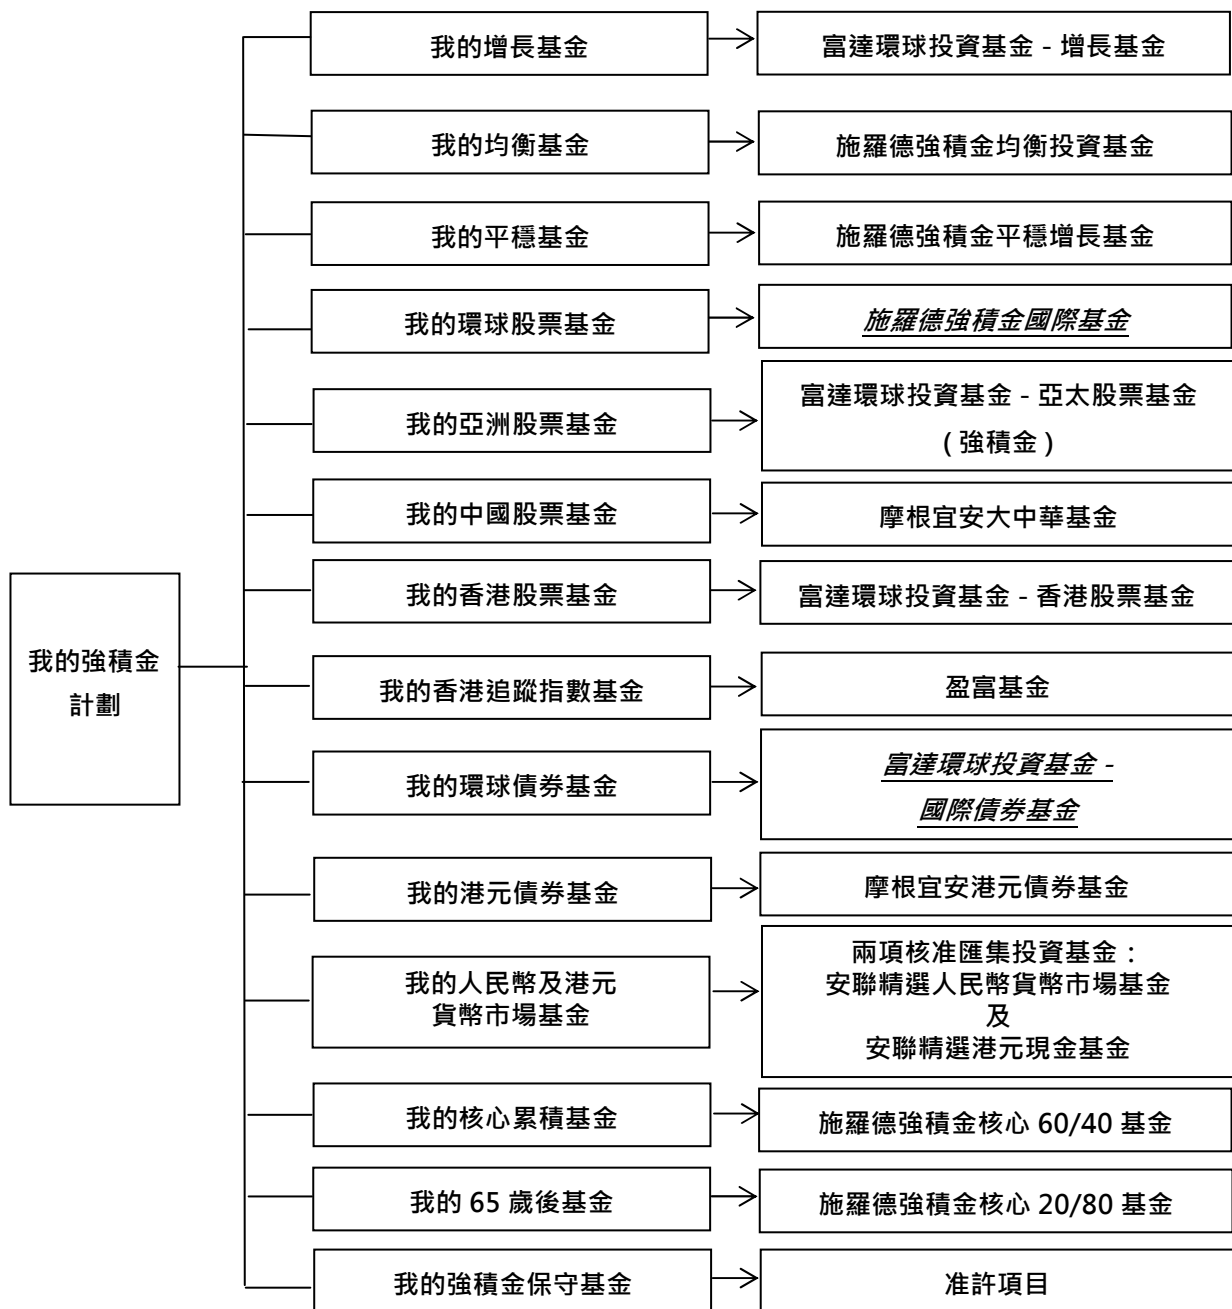 我的增長基金
富達環球投資基金 - 增長基金
我的均衡基金
施羅德強積金均衡投資基金
我的平穩基金
施羅德強積金平穩增長基金
我的環球股票基金
施羅德強積金國際基金
我的亞洲股票基金
富達環球投資基金 - 亞太股票基金
( 強積金 )
我的中國股票基金
摩根宜安大中華基金
我的香港股票基金
富達環球投資基金 - 香港股票基金
我的強積金
計劃
我的香港追蹤指數基金
盈富基金
我的環球債券基金
富達環球投資基金 -
國際債券基金
我的港元債券基金
摩根宜安港元債券基金
我的人民幣及港元
貨幣市場基金
兩項核准匯集投資基金：
安聯精選人民幣貨幣市場基金
及
安聯精選港元現金基金
我的核心累積基金
施羅德強積金核心 60/40 基金
我的 65 歲後基金
施羅德強積金核心 20/80 基金
我的強積金保守基金
准許項目